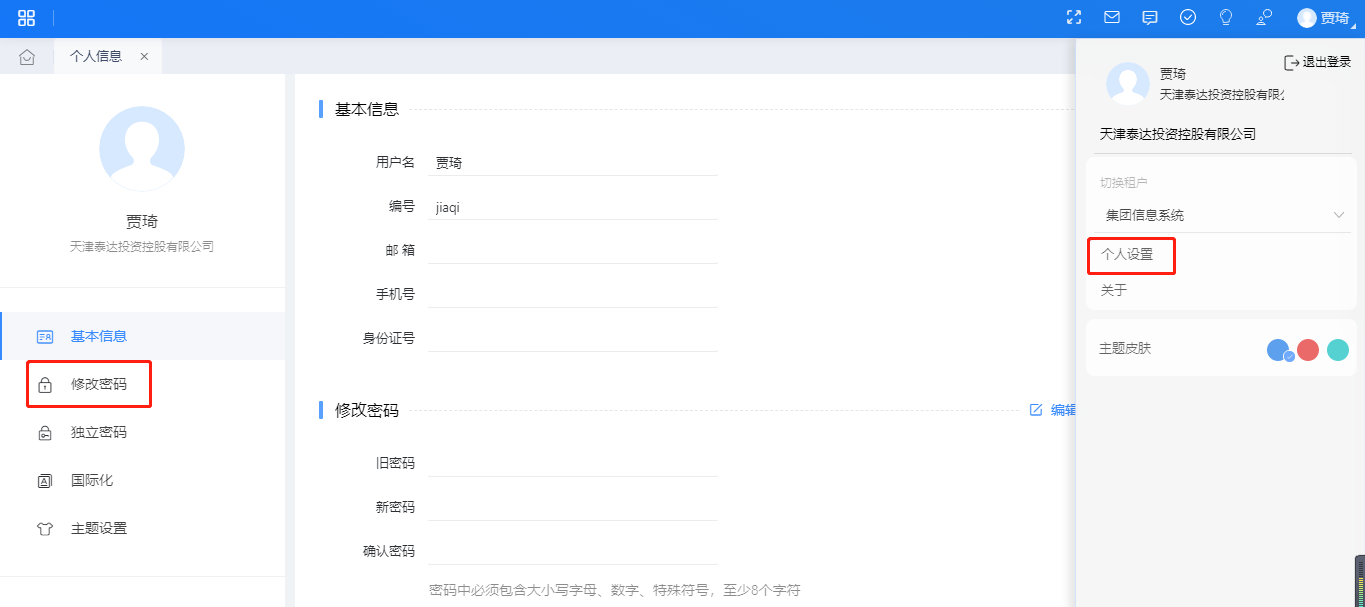 贾琦
个人信息
贾琦
天津泰达投资控股有限公司
基本信息
修改密码
独立密码
国际化
主题设置
基本信息
用户名 贾琦
编号 jiaqi
邮 箱
手机号
身份证号
修改密码 编辑
旧密码
新密码
确认密码
密码中必须包含大小写字母、数字、特殊符号，至少8个字符
退出登录
贾琦
天津泰达投资控股有限公
天津泰达投资控股有限公司
切换租户
集团信息系统
个人设置
关于
主题皮肤